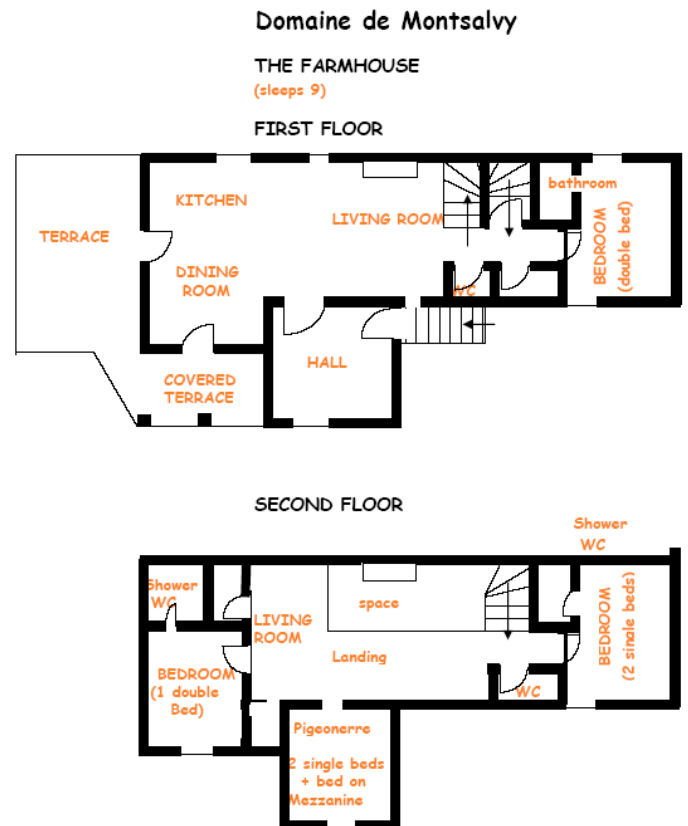 Domaine de Montsalvy
THE FARMHOUSE
(sleeps 9)
FIRST FLOOR
KITCHEN
bathroom
LIVING ROOM
TERRACE
BEDROOM
(double bed)
DINING
ROOM
WC
HALL
COVERED
TERRACE
SECOND FLOOR
Shower
WC
Shower
WC
space
LIVING
ROOM
BEDROOM
(2 single beds)
Landing
BEDROOM
(1 double
Bed)
WC
Pigeonerre
2 single beds
+ bed on
Mezzanine